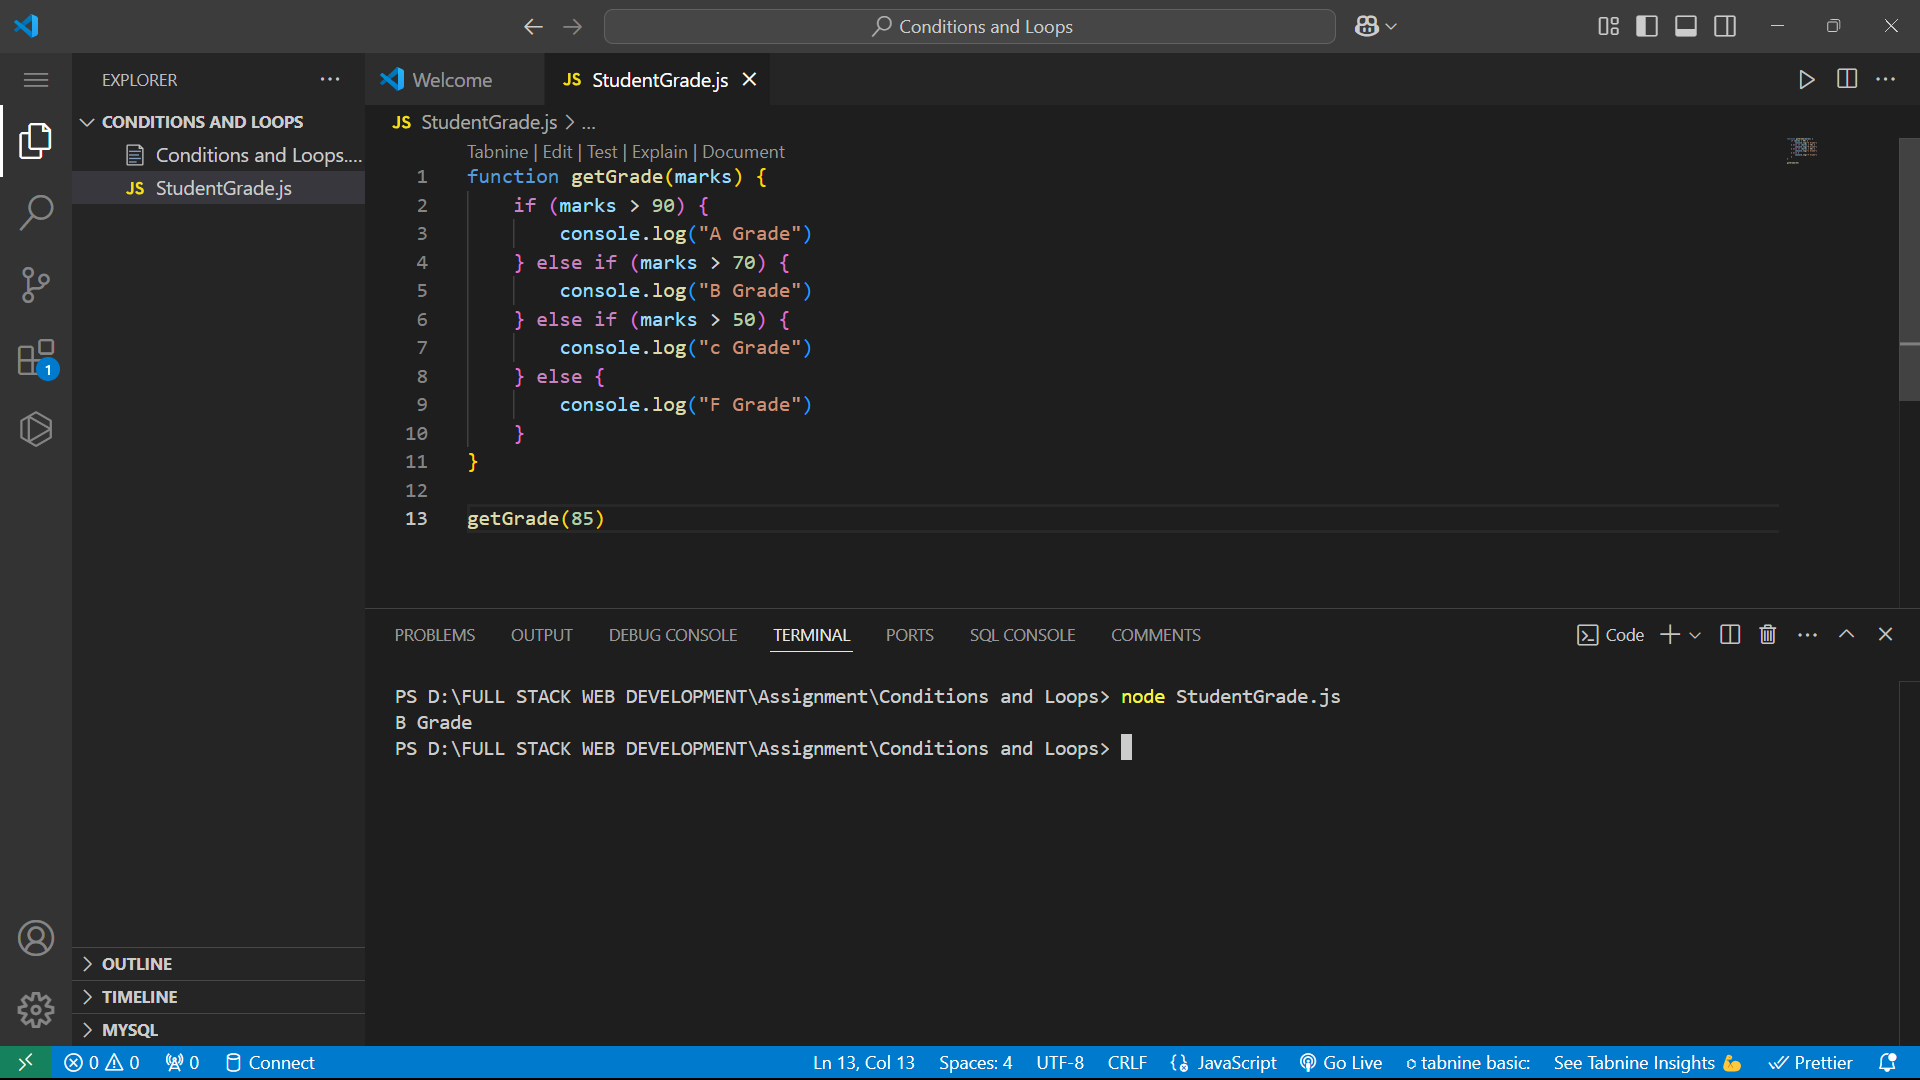 Conditions and Loops
EXPLORER
CONDITIONS AND LOOPS
Conditions and Loops....
JS StudentGrade.js
OUTLINE
TIMELINE
MYSQL
Welcome
JS StudentGrade.js
JS StudentGrade.js > ...
Tabnine | Edit | Test | Explain | Document
1 function getGrade(marks) {
2 if (marks > 90) {
3 console.log("A Grade")
4 } else if (marks > 70) {
5 console.log("B Grade")
6 } else if (marks > 50) {
7 console.log("c Grade")
8 } else {
9 console.log("F Grade")
10 }
11 }
12
13 getGrade(85)
PROBLEMS OUTPUT DEBUG CONSOLE TERMINAL PORTS SQL CONSOLE COMMENTS Code
PS D:\FULL STACK WEB DEVELOPMENT\Assignment\Conditions and Loops> node StudentGrade.js
B Grade
PS D:\FULL STACK WEB DEVELOPMENT\Assignment\Conditions and Loops>
1
0 0 0 Connect Ln 13, Col 13 Spaces: 4 UTF-8 CRLF {} JavaScript Go Live tabnine basic: See Tabnine Insights 💪 Prettier